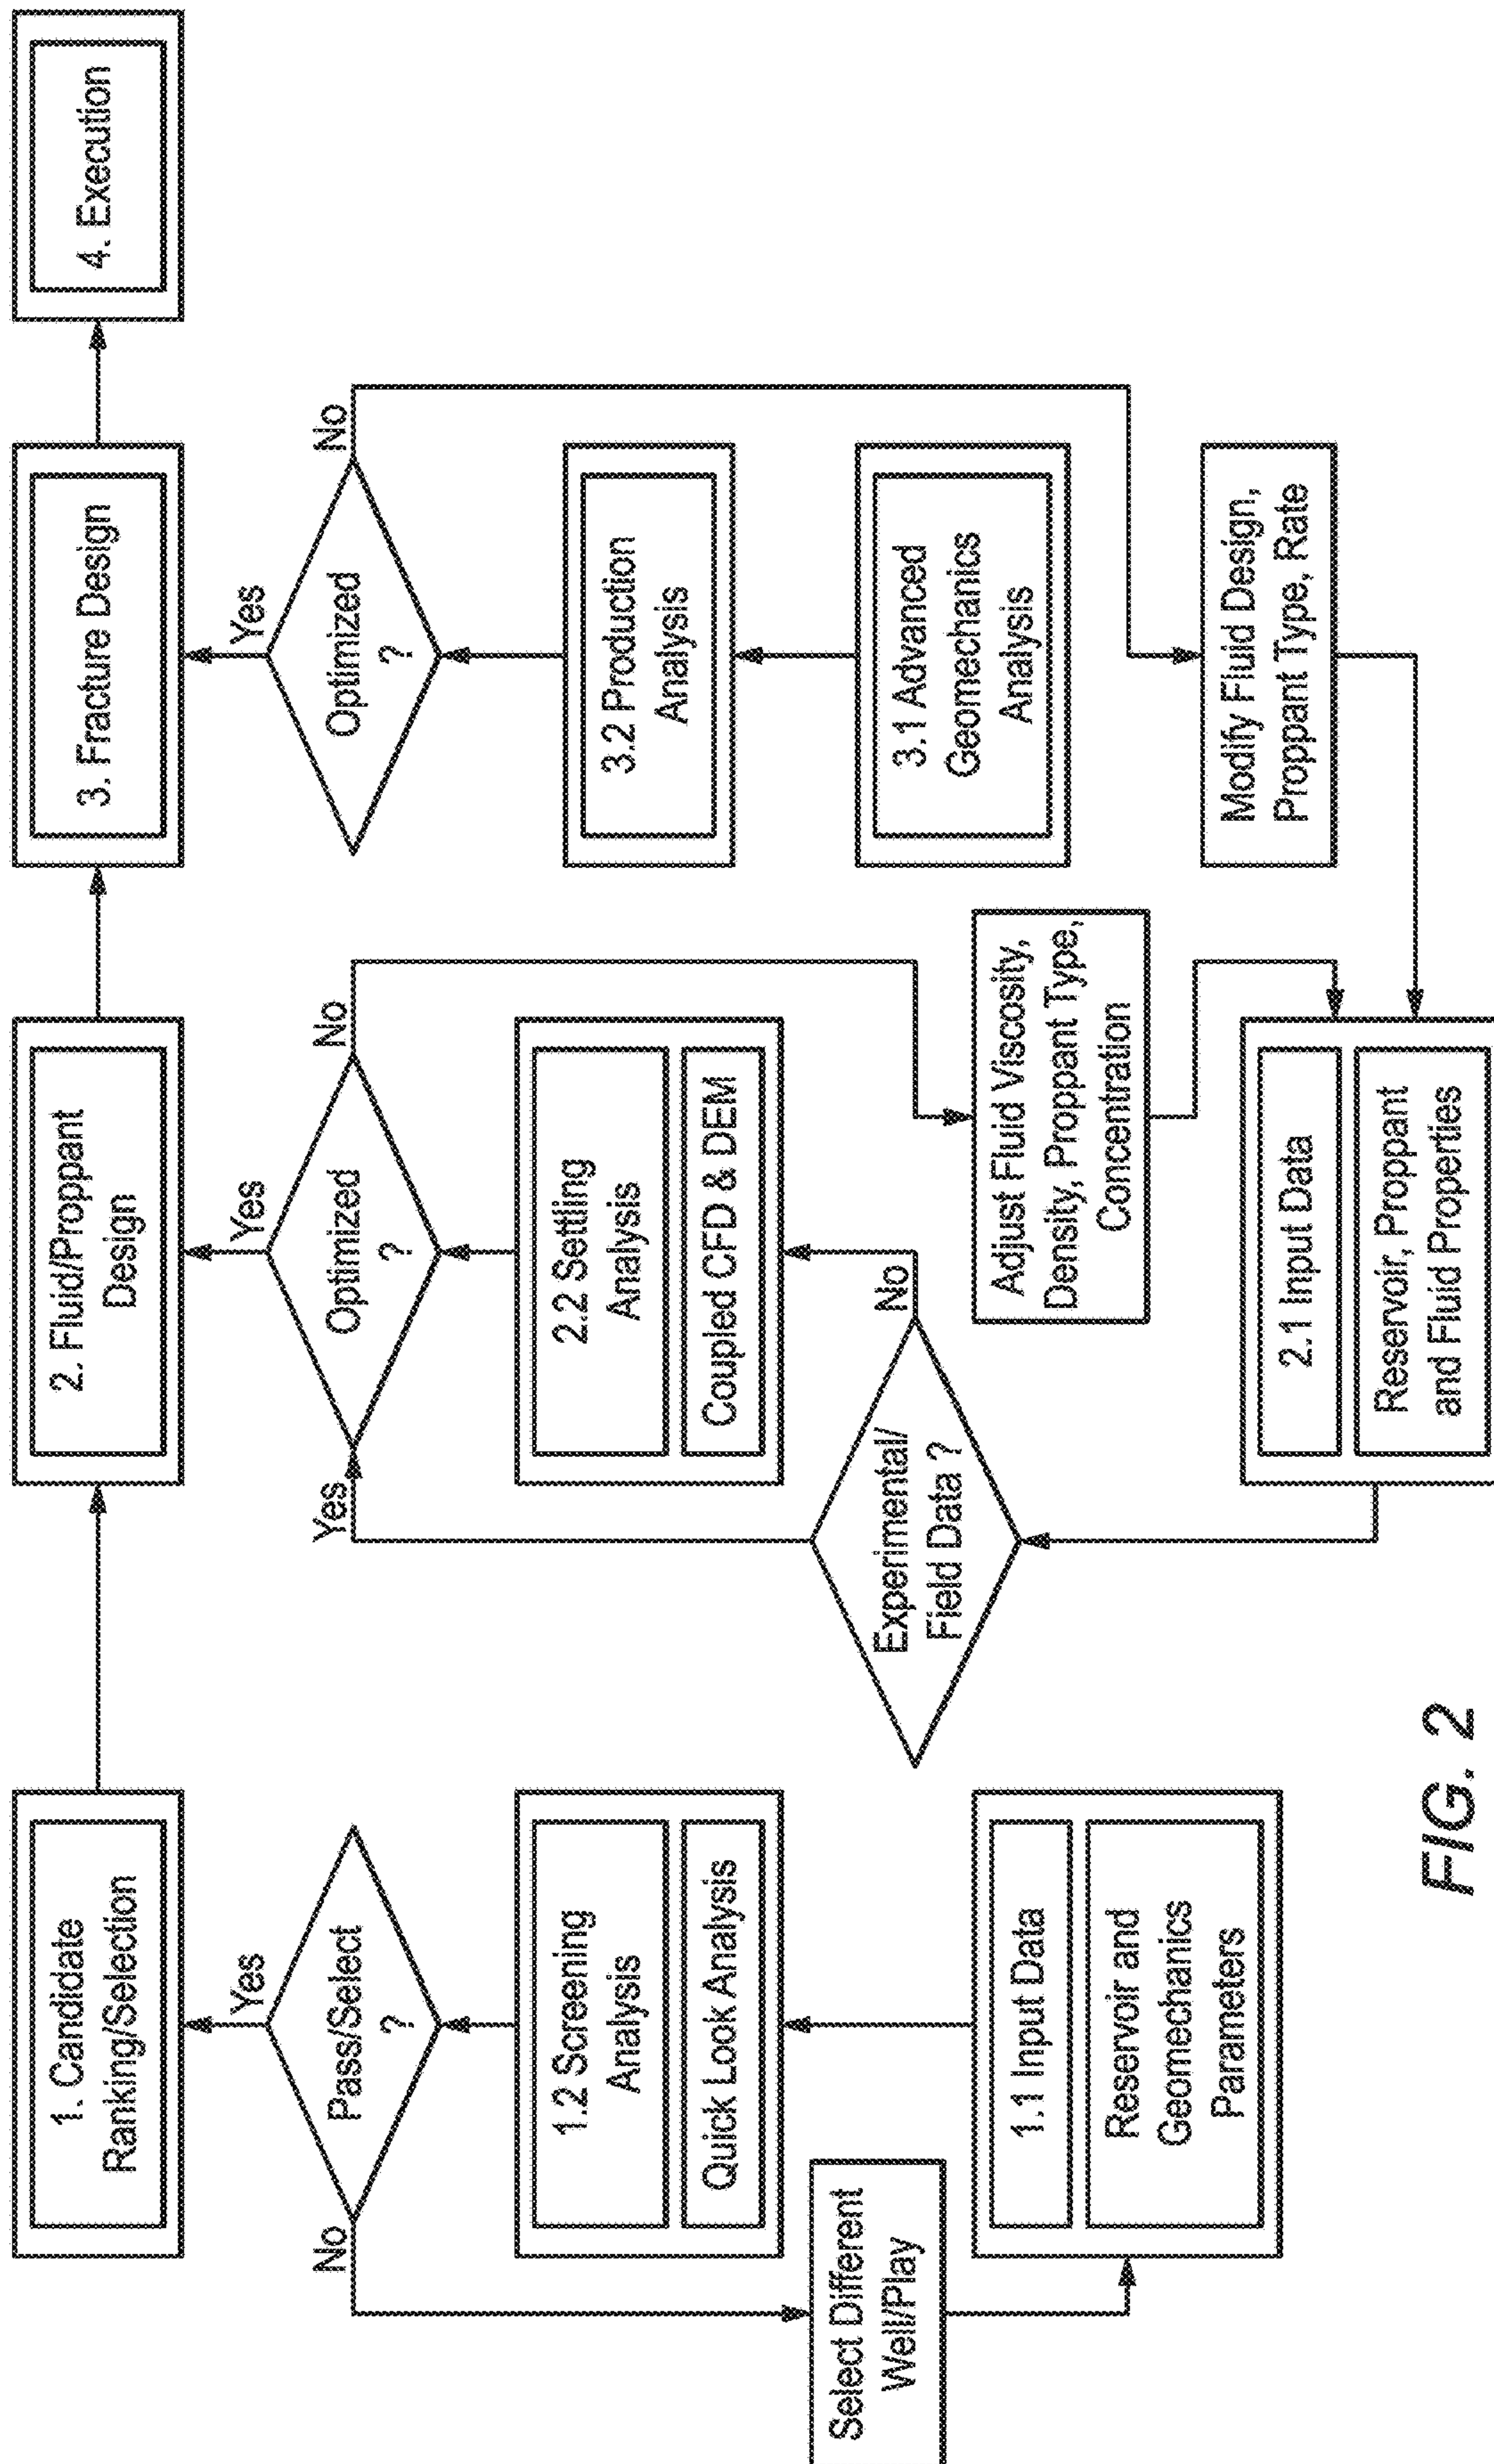 1. Candidate
Ranking/Selection
Yes
Pass/Select
?
No
1.2 Screening
Analysis
Quick Look Analysis
Select Different
Well/Play
1.1 Input Data
Reservoir and
Geomechanics
Parameters
2. Fluid/Proppant
Design
Yes
Optimized
?
Yes
No
2.2 Settling
Analysis
Coupled CFD & DEM
No
Experimental/
Field Data ?
Adjust Fluid Viscosity,
Density, Proppant Type,
Concentration
2.1 Input Data
Reservoir, Proppant
and Fluid Properties
3. Fracture Design
Yes
Optimized
?
No
3.2 Production
Analysis
3.1 Advanced
Geomechanics
Analysis
Modify Fluid Design,
Proppant Type, Rate
4. Execution
FIG. 2